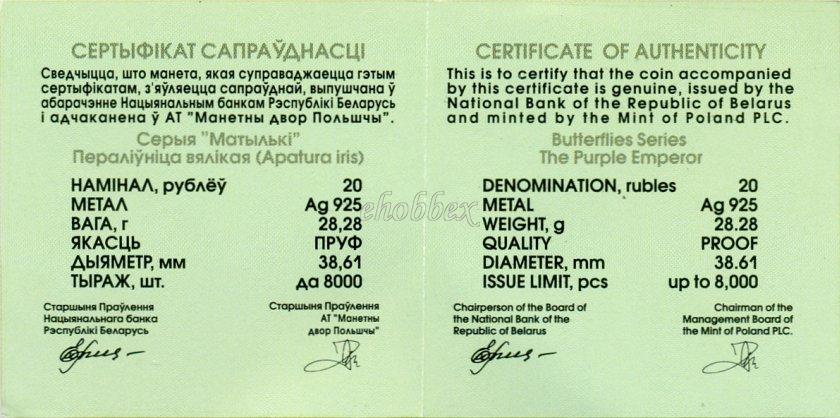 СЕРТЫФІКАТ САПРАЎДНАСЦІ
Сведчыцца, што манета, якая суправаджаецца гэтым
сертыфікатам, з'яўляецца сапраўднай, выпушчана ў
абарачэнне Нацыянальным банкам Рэспублікі Беларусь
і адчаканена ў АТ "Манетны двор Польшчы".
Серыя "Матылькі"
Пераліўніца вялікая (Apatura iris)
НАМІНАЛ, рублёў 20
МЕТАЛ Ag 925
ВАГА, г 28,28
ЯКАСЦЬ ПРУФ
ДЫЯМЕТР, мм 38,61
ТЫРАЖ, шт. да 8000
Старшыня Праўлення
Нацыянальнага банка
Рэспублікі Беларусь
Старшыня Праўлення
АТ "Манетны
двор Польшчы"
CERTIFICATE OF AUTHENTICITY
This is to certify that the coin accompanied
by this certificate is genuine, issued by the
National Bank of the Republic of Belarus
and minted by the Mint of Poland PLC.
Butterflies Series
The Purple Emperor
DENOMINATION, rubles 20
METAL Ag 925
WEIGHT, g 28.28
QUALITY PROOF
DIAMETER, mm 38.61
ISSUE LIMIT, pcs up to 8,000
Chairperson of the Board of
the National Bank of the
Republic of Belarus
Chairman of the
Management Board of
the Mint of Poland PLC.
ehobbex